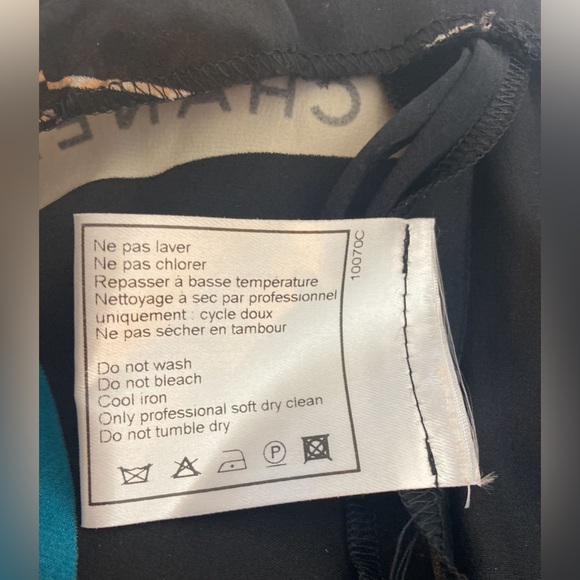 CHANEL
Ne pas laver
Ne pas chlorer
Repasser à basse température
Nettoyage à sec par professionnel
uniquement : cycle doux
Ne pas sécher en tambour
Do not wash
Do not bleach
Cool iron
Only professional soft dry clean
Do not tumble dry
P
10070C